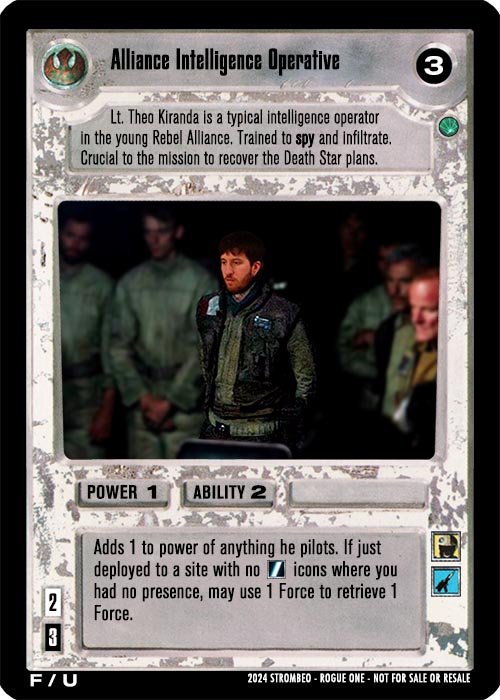 Alliance Intelligence Operative
3
Lt. Theo Kiranda is a typical intelligence operator
in the young Rebel Alliance. Trained to spy and infiltrate.
Crucial to the mission to recover the Death Star plans.
POWER 1
ABILITY 2
Adds 1 to power of anything he pilots. If just
deployed to a site with no icons where you
had no presence, may use 1 Force to retrieve 1
Force.
2
3
F / U
2024 STROMBEO - ROGUE ONE - NOT FOR SALE OR RESALE